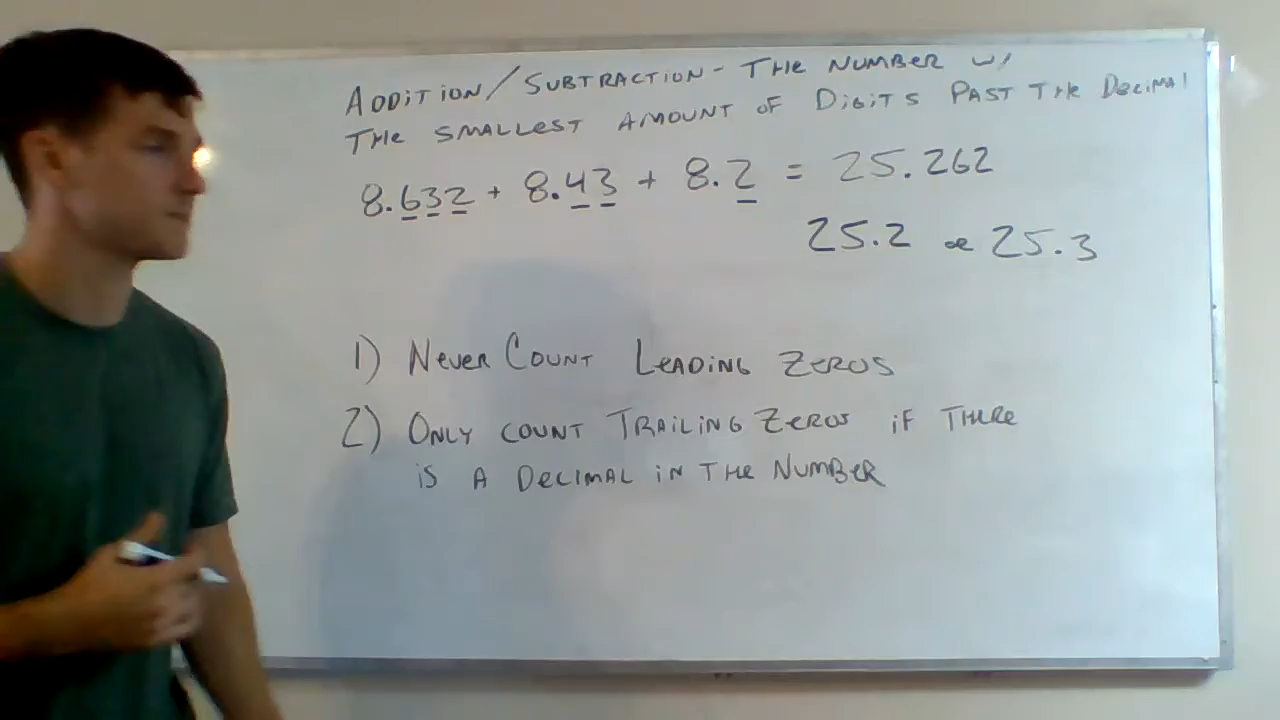 ADDITION/SUBTRACTION - THE NUMBER W/
THE SMALLEST AMOUNT OF DIGITS PAST THE DECIMAL
8.632 + 8.43 + 8.2 = 25.262
25.2 or 25.3
1) NEVER COUNT LEADING ZEROS
2) ONLY COUNT TRAILING ZEROS IF THERE
IS A DECIMAL IN THE NUMBER